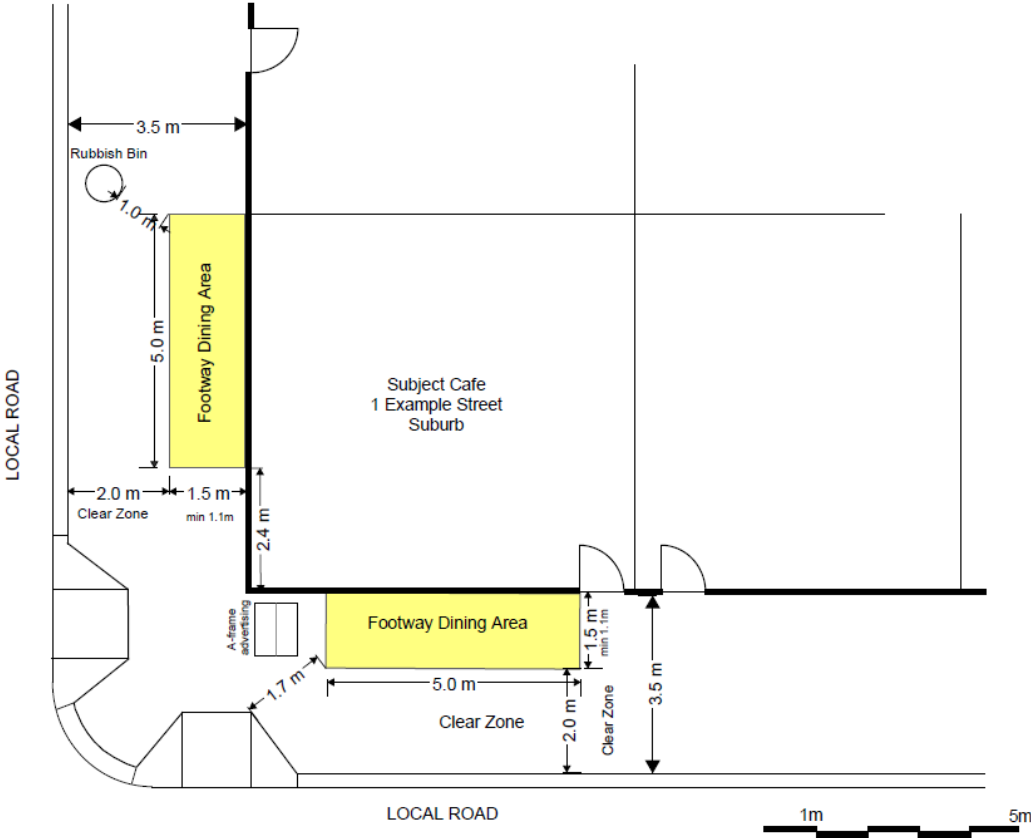 3.5 m
Rubbish Bin
1.0 m
5.0 m
Footway Dining Area
LOCAL ROAD
Subject Cafe
1 Example Street
Suburb
2.0 m
Clear Zone
1.5 m
min 1.1m
2.4 m
A-frame
advertising
Footway Dining Area
1.5 m
min 1.1m
1.7 m
5.0 m
Clear Zone
2.0 m
Clear Zone
3.5 m
LOCAL ROAD
1m
5m